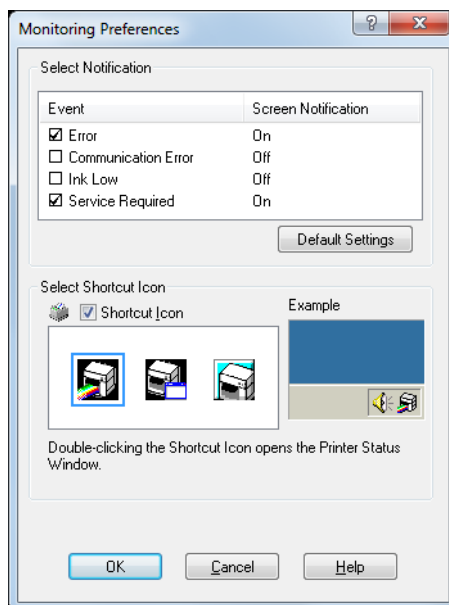 Monitoring Preferences
Select Notification
Event Screen Notification
Error On
Communication Error Off
Ink Low Off
Service Required On
Default Settings
Select Shortcut Icon
Shortcut Icon
Example
Double-clicking the Shortcut Icon opens the Printer Status
Window.
OK Cancel Help